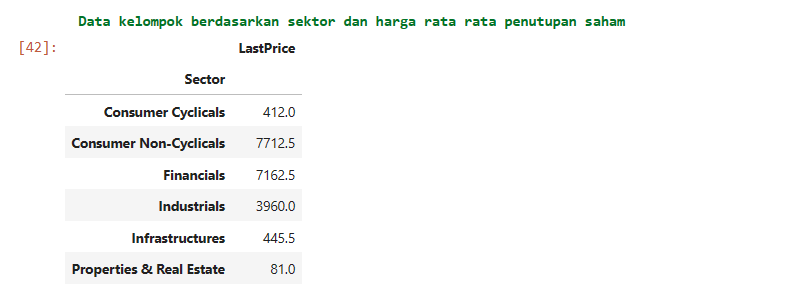 Data kelompok berdasarkan sektor dan harga rata rata penutupan saham
[42]:
LastPrice
Sector
Consumer Cyclicals 412.0
Consumer Non-Cyclicals 7712.5
Financials 7162.5
Industrials 3960.0
Infrastructures 445.5
Properties & Real Estate 81.0